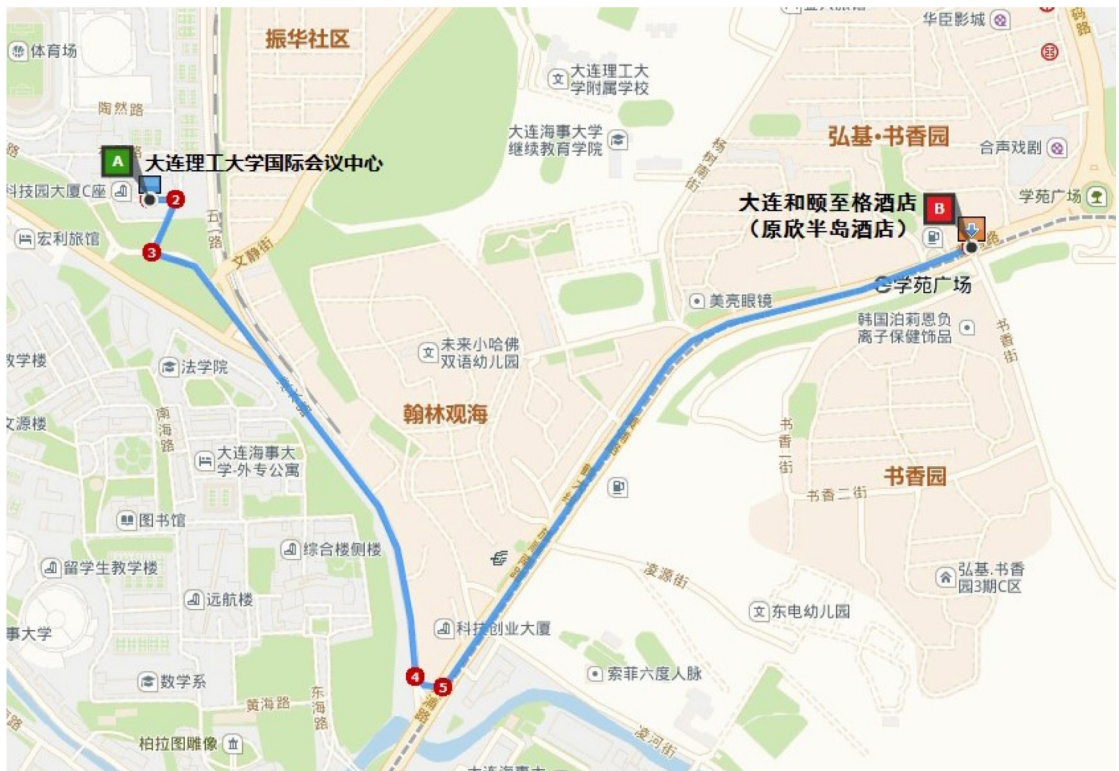 体育场
振华社区
华臣影城
大连理工大
学附属学校
陶然路
大连海事大学
继续教育学院
杨树南街
弘基·书香园
合声戏剧
A
大连理工大学国际会议中心
科技园大厦C座
2
五一路
大连和颐至格酒店
（原欣半岛酒店）
B
学苑广场
宏利旅馆
3
文静街
学苑广场
美亮眼镜
韩国泊莉恩负
离子保健饰品
书香街
未来小哈佛
双语幼儿园
法学院
翰林观海
南海路
大连海事大
学-外专公寓
书香一街
书香园
书香二街
图书馆
综合楼侧楼
凌源街
留学生教学楼
远航楼
弘基.书香
园3期C区
东电幼儿园
事大学
科技创业大厦
4
5
数学系
索菲六度人脉
黄海路
东海路
凌河街
柏拉图雕像